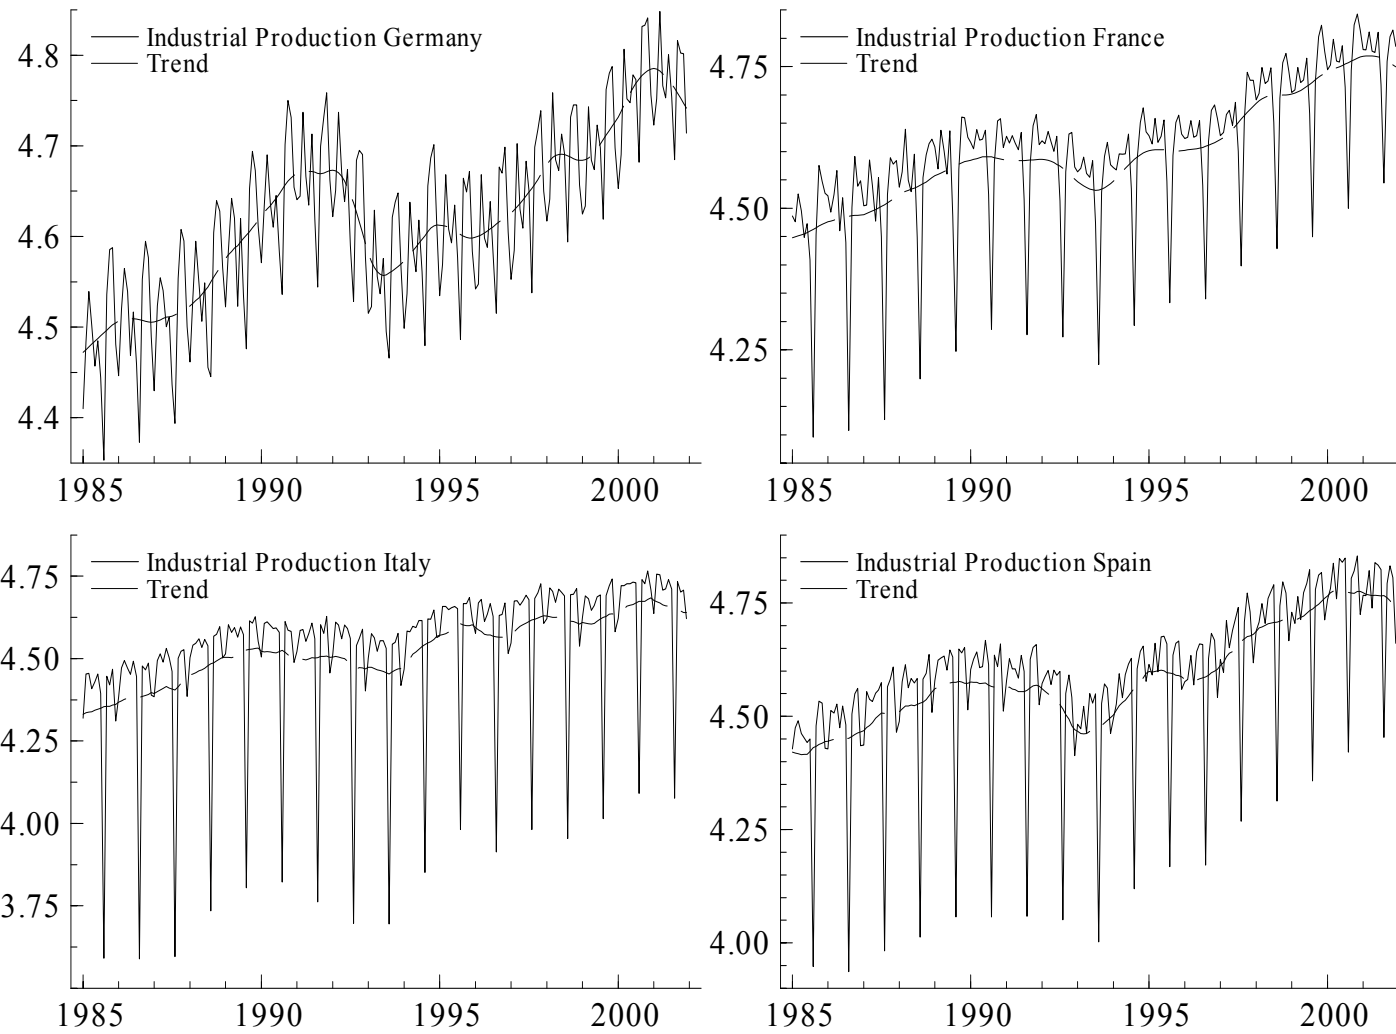 Industrial Production Germany
Trend
4.8
4.7
4.6
4.5
4.4
1985 1990 1995 2000
Industrial Production France
Trend
4.75
4.50
4.25
1985 1990 1995 2000
Industrial Production Italy
Trend
4.75
4.50
4.25
4.00
3.75
1985 1990 1995 2000
Industrial Production Spain
Trend
4.75
4.50
4.25
4.00
1985 1990 1995 2000